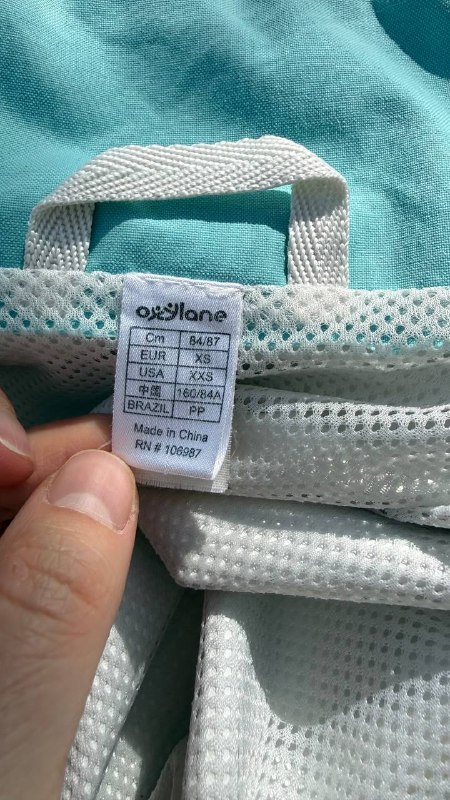 oxylane
Cm 84/87
EUR XS
USA XXS
中國 160/84A
BRAZIL PP
Made in China
RN # 106987